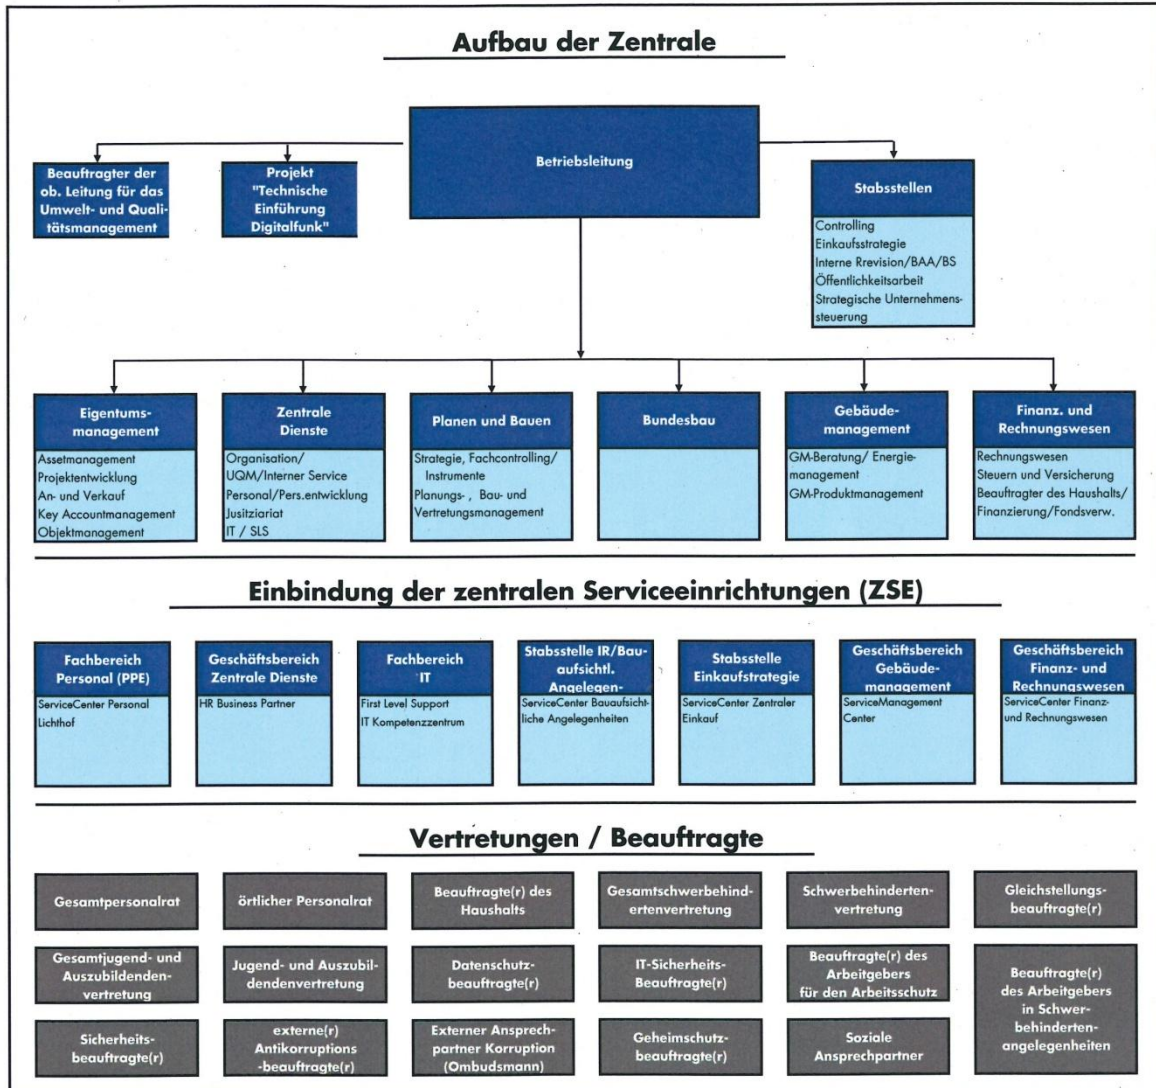 Aufbau der Zentrale
Betriebsleitung
Beauftragter der
ob. Leitung für das
Umwelt- und Quali-
tätsmanagement
Projekt
"Technische
Einführung
Digitalfunk"
Stabsstellen
Controlling
Einkaufsstrategie
Interne Rrevision/BAA/BS
Öffentlichkeitsarbeit
Strategische Unternehmens-
steuerung
Eigentums-
management
Assetmanagement
Projektentwicklung
An- und Verkauf
Key Accountmanagement
Objektmanagement
Zentrale
Dienste
Organisation/
UQM/Interner Service
Personal/Pers.entwicklung
Jusitziariat
IT / SLS
Planen und Bauen
Strategie, Fachcontrolling/
Instrumente
Planungs- , Bau- und
Vertretungsmanagement
Bundesbau
Gebäude-
management
GM-Beratung/ Energie-
management
GM-Produktmanagement
Finanz. und
Rechnungswesen
Rechnungswesen
Steuern und Versicherung
Beauftragter des Haushalts/
Finanzierung/Fondsverw.
Einbindung der zentralen Serviceeinrichtungen (ZSE)
Fachbereich
Personal (PPE)
ServiceCenter Personal
Lichthof
Geschäftsbereich
Zentrale Dienste
HR Business Partner
Fachbereich
IT
First Level Support
IT Kompetenzzentrum
Stabsstelle IR/Bau-
aufsichtl.
Angelegen-
ServiceCenter Bauaufsicht-
liche Angelegenheiten
Stabsstelle
Einkaufstrategie
ServiceCenter Zentraler
Einkauf
Geschäftsbereich
Gebäude-
management
ServiceManagement
Center
Geschäftsbereich
Finanz- und
Rechnungswesen
ServiceCenter Finanz-
und Rechnungswesen
Vertretungen / Beauftragte
Gesamtpersonalrat
örtlicher Personalrat
Beauftragte(r) des
Haushalts
Gesamtschwerbehind-
ertenvertretung
Schwerbehinderten-
vertretung
Gleichstellungs-
beauftragte(r)
Gesamtjugend- und
Auszubildenden-
vertretung
Jugend- und Auszubil-
dendenvertretung
Datenschutz-
beauftragte(r)
IT-Sicherheits-
Beauftragte(r)
Beauftragte(r) des
Arbeitgebers
für den Arbeitsschutz
Beauftragte(r)
des Arbeitgebers
in Schwer-
behinderten-
angelegenheiten
Sicherheits-
beauftragte(r)
externe(r)
Antikorruptions
-beauftragte(r)
Externer Ansprech-
partner Korruption
(Ombudsmann)
Geheimschutz-
beauftragte(r)
Soziale
Ansprechpartner